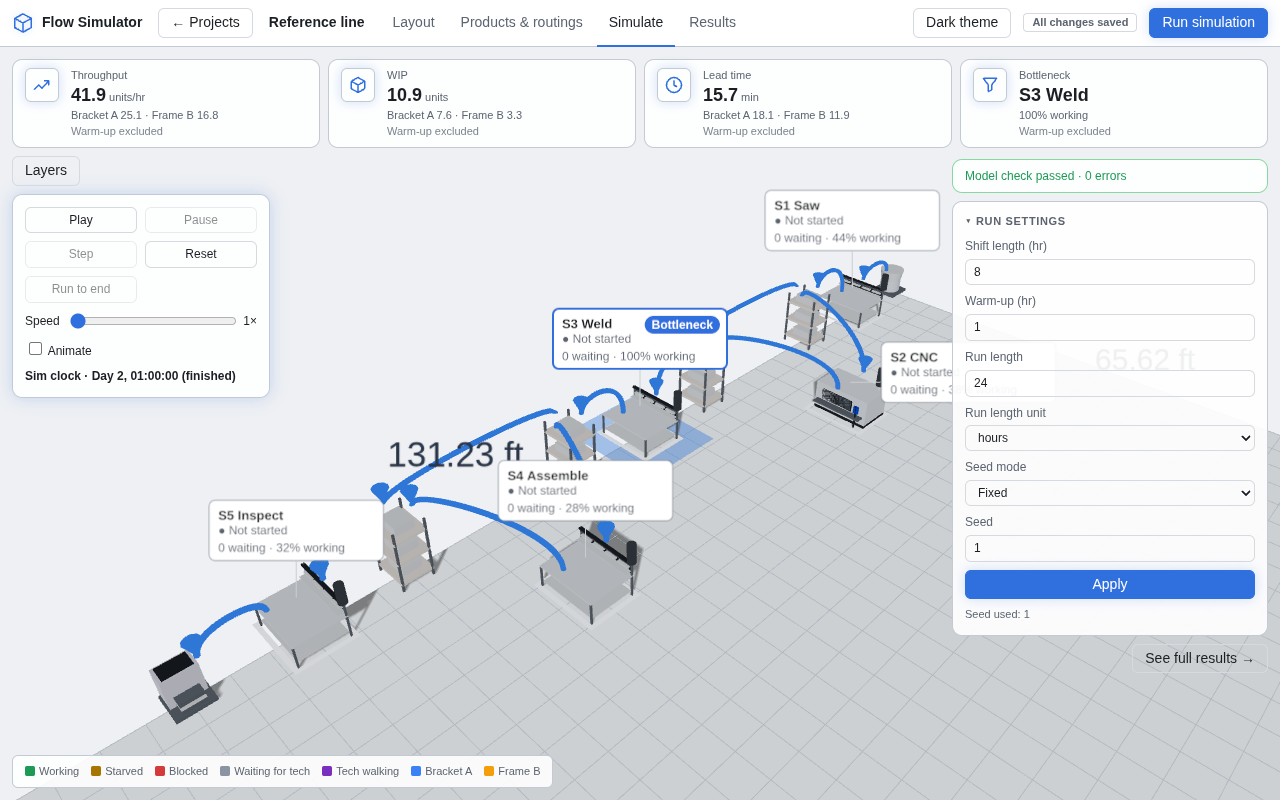 Flow Simulator
← Projects
Reference line
Layout
Products & routings
Simulate
Results
Dark theme
All changes saved
Run simulation
Throughput
41.9 units/hr
Bracket A 25.1 · Frame B 16.8
Warm-up excluded
WIP
10.9 units
Bracket A 7.6 · Frame B 3.3
Warm-up excluded
Lead time
15.7 min
Bracket A 18.1 · Frame B 11.9
Warm-up excluded
Bottleneck
S3 Weld
100% working
Warm-up excluded
Layers
Play
Pause
Step
Reset
Run to end
Speed
1×
Animate
Sim clock · Day 2, 01:00:00 (finished)
S1 Saw
● Not started
0 waiting · 44% working
S3 Weld
Bottleneck
● Not started
0 waiting · 100% working
S2 CNC
● Not starte
0 waiting · 3
65.62 ft
131.23 ft
S4 Assemble
● Not started
0 waiting · 28% working
S5 Inspect
● Not started
0 waiting · 32% working
Model check passed · 0 errors
▾ RUN SETTINGS
Shift length (hr)
8
Warm-up (hr)
1
Run length
24
Run length unit
hours
Seed mode
Fixed
Seed
1
Apply
Seed used: 1
See full results →
Working
Starved
Blocked
Waiting for tech
Tech walking
Bracket A
Frame B